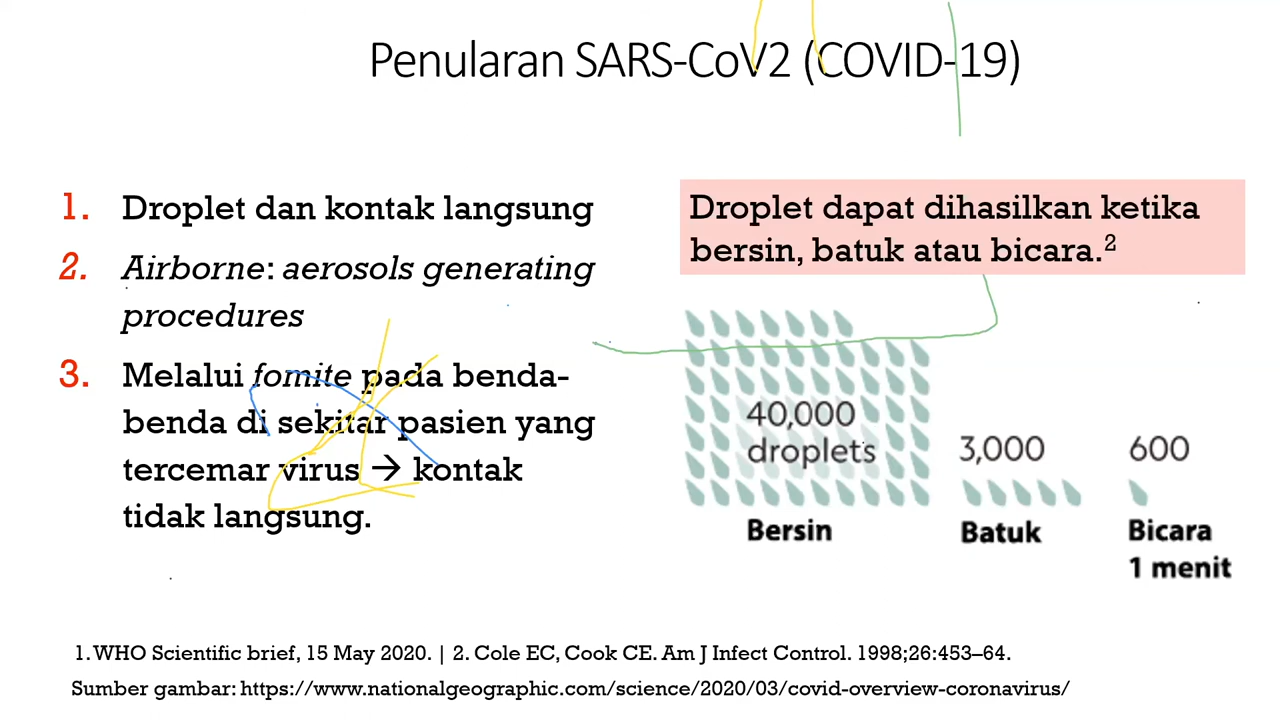 Penularan SARS-CoV2 (COVID-19)
1. Droplet dan kontak langsung
2. Airborne: aerosols generating
procedures
3. Melalui fomite pada benda-
benda di sekitar pasien yang
tercemar virus → kontak
tidak langsung.
Droplet dapat dihasilkan ketika
bersin, batuk atau bicara.²
40,000
droplets
Bersin
3,000
Batuk
600
Bicara
1 menit
1. WHO Scientific brief, 15 May 2020. | 2. Cole EC, Cook CE. Am J Infect Control. 1998;26:453–64.
Sumber gambar: https://www.nationalgeographic.com/science/2020/03/covid-overview-coronavirus/